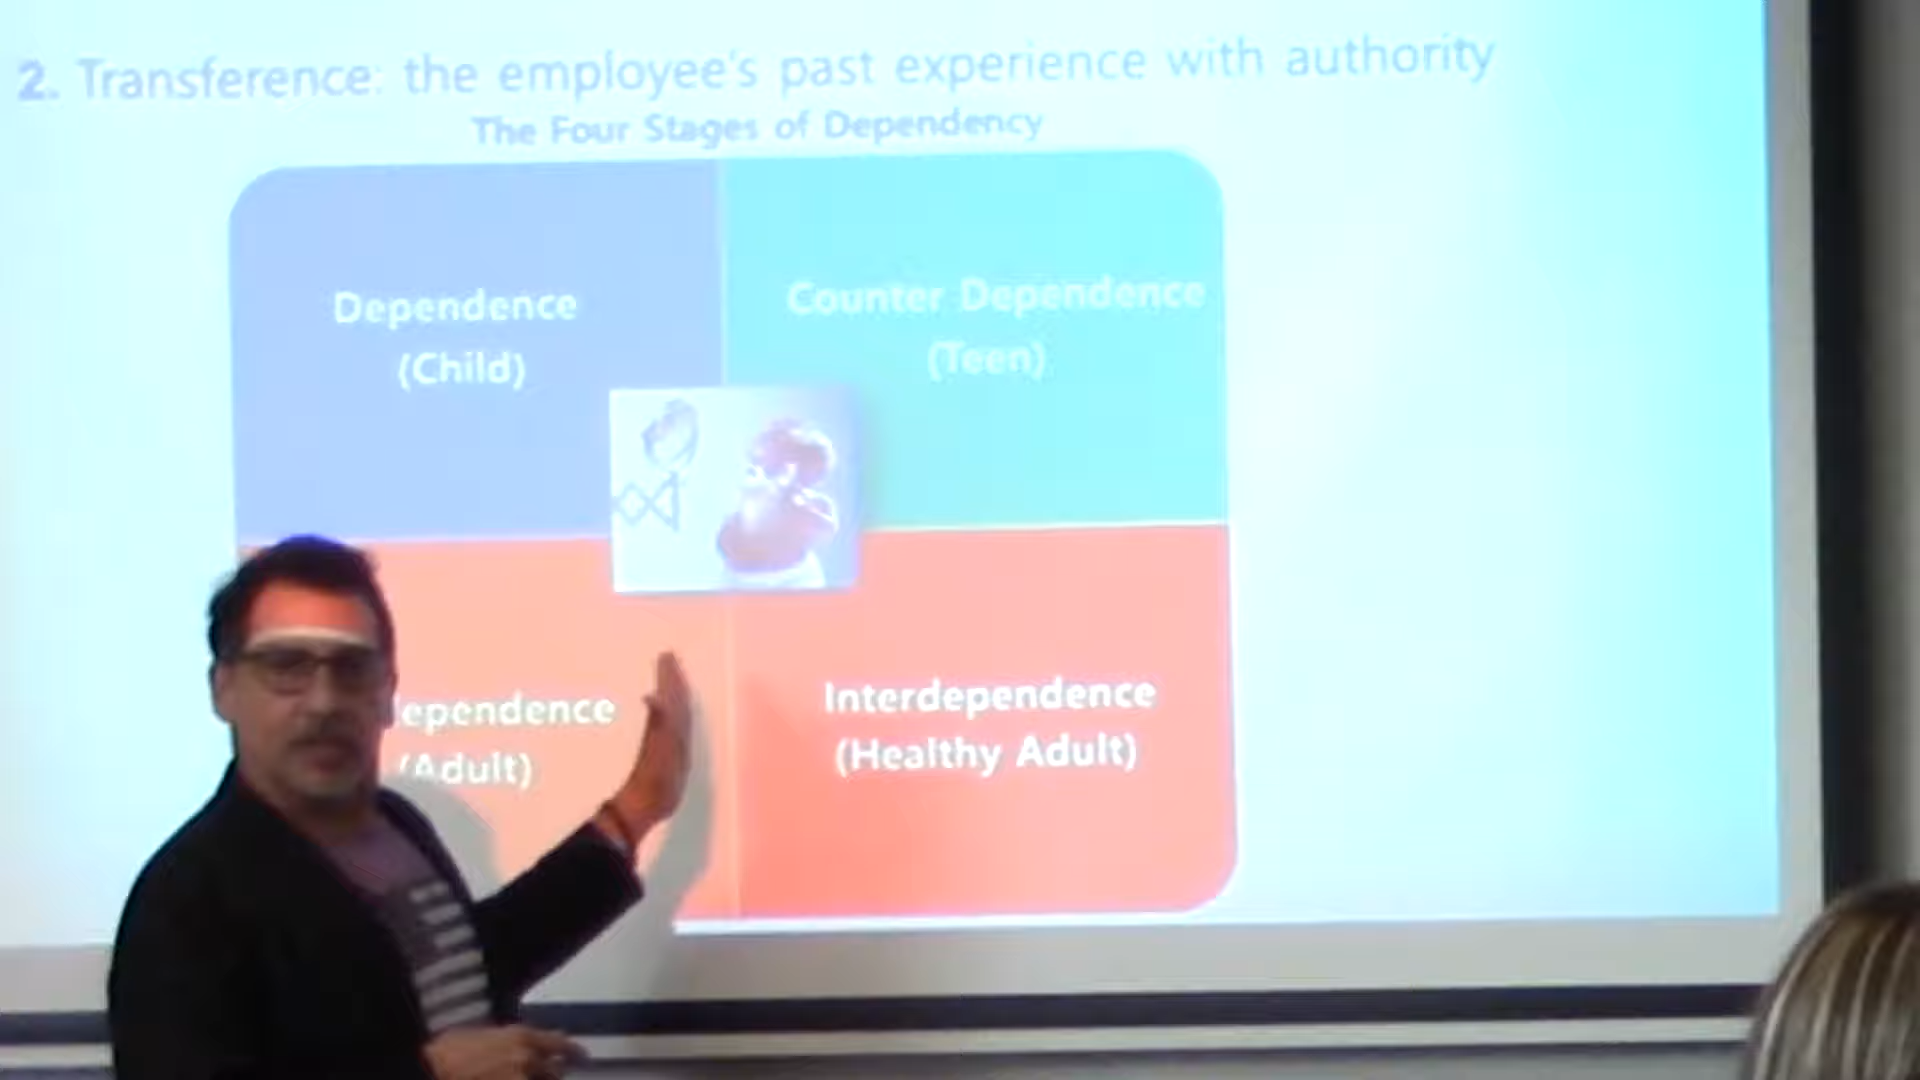 2. Transference: the employee's past experience with authority
The Four Stages of Dependency
Dependence
(Child)
Counter Dependence
(Teen)
ependence
(Adult)
Interdependence
(Healthy Adult)